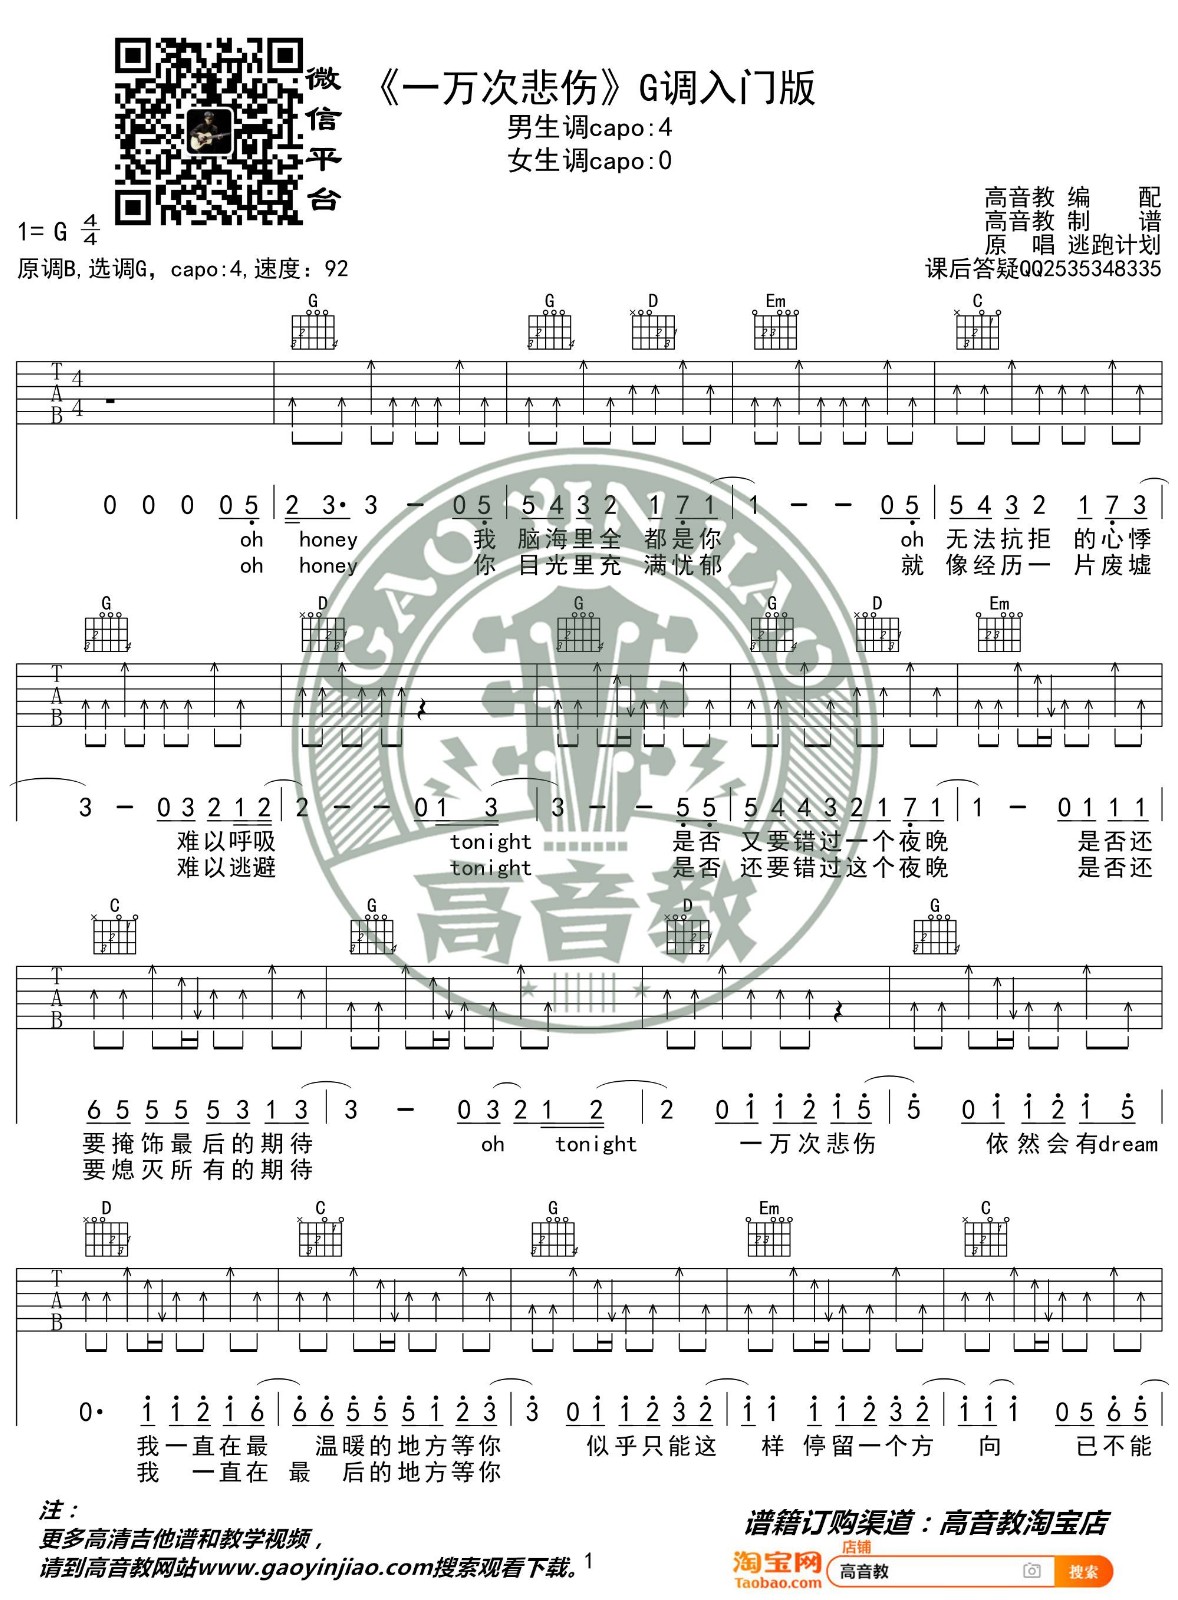 微信平台
《一万次悲伤》G调入门版
男生调capo:4
女生调capo:0
高音教 编 配
高音教 制 谱
原 唱 逃跑计划
课后答疑QQ2535348335
1= G 4/4
原调B,选调G, capo:4,速度: 92
G G D Em C
T A B 4 4
0 0 0 0 5 2 3· 3 — 0 5 5 4 3 2 1 7 1 1 — — 0 5 5 4 3 2 1 7 3
oh honey 我 脑海里全 都是你 oh 无法抗拒 的心悸
oh honey 你 目光里充 满忧郁 就 像经历一 片废墟
G D G G D Em
T A B
3 — 0 3 2 1 2 2 — — 0 1 3 3 — — 5 5 5 4 4 3 2 1 7 1 1 — 0 1 1 1
难以呼吸 tonight 是否 又要错过一个夜晚 是否还
难以逃避 tonight 是否 还要错过这个夜晚 是否还
C G D G
T A B
6 5 5 5 5 3 1 3 3 — 0 3 2 1 2 2 0 1 1 2 1 5 5 0 1 1 2 1 5
要掩饰最后的期待 oh tonight 一万次悲伤 依然会有dream
要熄灭所有的期待
D C G Em C
T A B
0· 1 1 2 1 6 6 6 5 5 5 1 2 3 3 0 1 1 2 3 2 1 1 1 1 2 3 2 1 1 1 0 5 6 5
我一直在最 温暖的地方等你 似乎只能这 样 停留一个方 向 已不能
我 一直在 最 后的地方等你
注：
更多高清吉他谱和教学视频，
请到高音教网站www.gaoyinjiao.com搜索观看下载。
1
谱籍订购渠道：高音教淘宝店
淘宝网
Taobao.com
店铺
高音教
搜索
GAO YIN JIAO
高音教